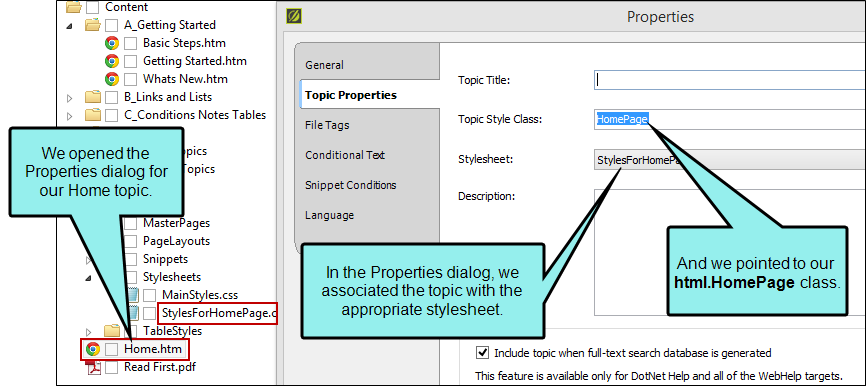 Content
A_Getting Started
Basic Steps.htm
Getting Started.htm
Whats New.htm
B_Links and Lists
C_Conditions Notes Tables
We opened the
Properties dialog for
our Home topic.
opics
Topics
MasterPages
PageLayouts
Snippets
Stylesheets
MainStyles.css
StylesForHomePage.c
TableStyles
Home.htm
Read First.pdf
Properties
General
Topic Properties
File Tags
Conditional Text
Snippet Conditions
Language
Topic Title:
Topic Style Class: HomePage
Stylesheet: StylesForHomePa
Description:
In the Properties dialog, we
associated the topic with the
appropriate stylesheet.
And we pointed to our
html.HomePage class.
Include topic when full-text search database is generated
This feature is available only for DotNet Help and all of the WebHelp targets.